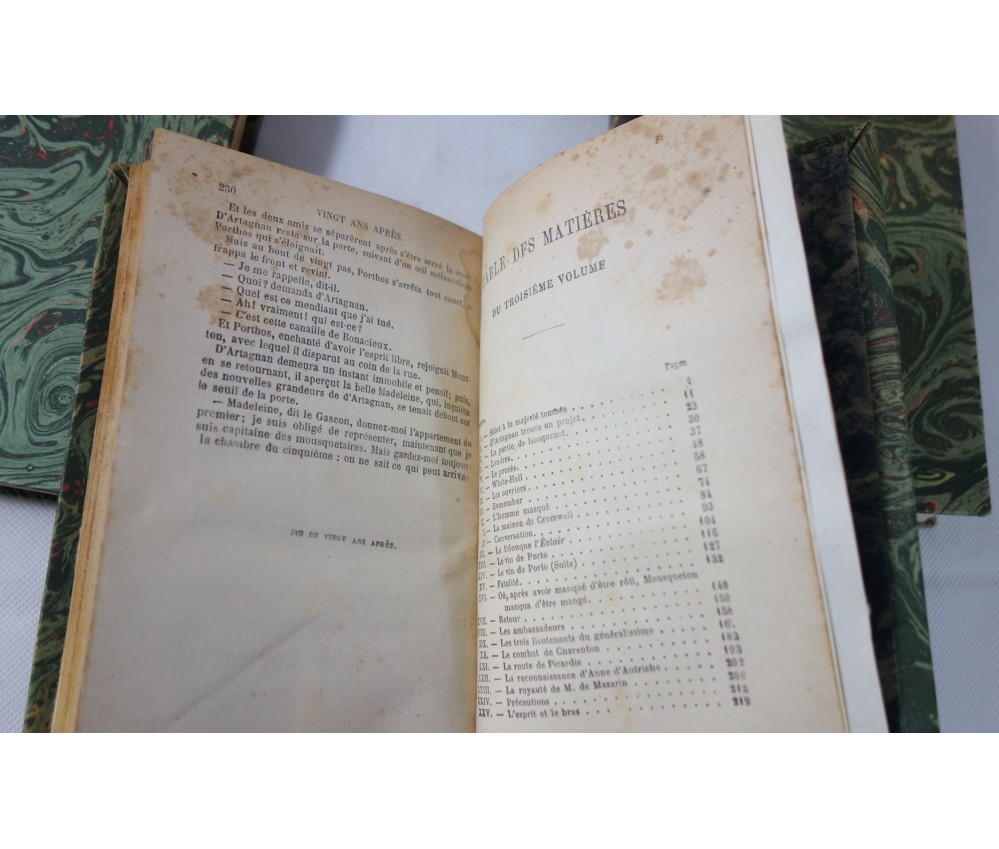 230
VINGT ANS APRÈS.
Et les deux amis se séparèrent après s'être serré la
D'Artagnan resta sur la porte, suivant d'un œil
Porthos qui s'éloignait.
Mais au bout de vingt pas, Porthos s'arrêta tout court,
frappa le front et revint.
— Je me rappelle, dit-il.
— Quoi? demanda d'Artagnan.
— Quel est ce mendiant que j'ai tué.
— Ah! vraiment! qui est-ce?
— C'est cette canaille de Bonacieux.
Et Porthos, enchanté d'avoir l'esprit libre, rejoignit
ton, avec lequel il disparut au coin de la rue.
D'Artagnan demeura un instant immobile et pensif; puis,
en se retournant, il aperçut la belle Madeleine, qui, inquiète
des nouvelles grandeurs de d'Artagnan, se tenait debout
le seuil de la porte.
— Madeleine, dit le Gascon, donnez-moi l'appartement du
premier; je suis obligé de représenter, maintenant que je
suis capitaine des mousquetaires. Mais gardez-moi toujours
la chambre du cinquième : on ne sait ce qui peut arriver.
DE VINGT ANS APRÈS.
TABLE DES MATIÈRES
DU TROISIÈME VOLUME
Pages
— Salut à la majesté tombée 1
— D'Artagnan trouve un projet. 11
— La partie de lansquenet. 23
— Londres. 30
— Le procès. 37
— White-Hall 48
— Les ouvriers 58
— Remember 67
— L'homme masqué 74
— La maison de Cromwell 84
— Conversation. 93
— La felouque l'Éclair 104
XIII. — Le vin de Porto 116
XIV. — Le vin de Porto (Suite) 127
XV. — Fatalité. 132
XVI. — Où, après avoir manqué d'être rôti, Mousqueton
manqua d'être mangé. 140
XVII. — Retour 150
XVIII. — Les ambassadeurs 158
XIX. — Les trois lieutenants du généralissime
XX. — Le combat de Charenton 183
XXI. — La route de Picardie 193
XXII. — La reconnaissance d'Anne d'Autriche 202
XXIII. — La royauté de M. de Mazarin 208
XXIV. — Précautions 213
XXV. — L'esprit et le bras 219